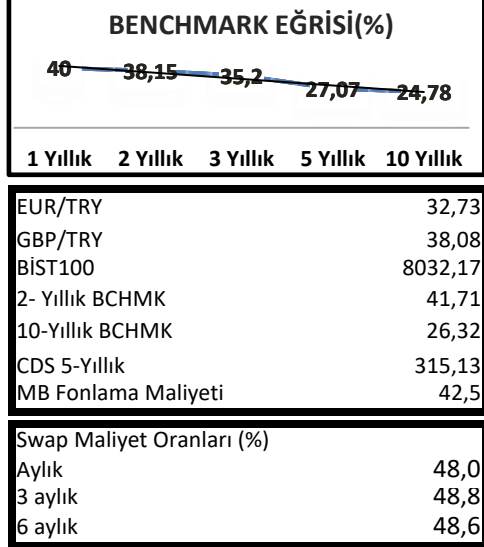 BENCHMARK EĞRİSİ(%)
40 38,15 35,2 27,07 24,78
1 Yıllık 2 Yıllık 3 Yıllık 5 Yıllık 10 Yıllık
EUR/TRY 32,73
GBP/TRY 38,08
BİST100 8032,17
2- Yıllık BCHMK 41,71
10-Yıllık BCHMK 26,32
CDS 5-Yıllık 315,13
MB Fonlama Maliyeti 42,5
Swap Maliyet Oranları (%)
Aylık 48,0
3 aylık 48,8
6 aylık 48,6